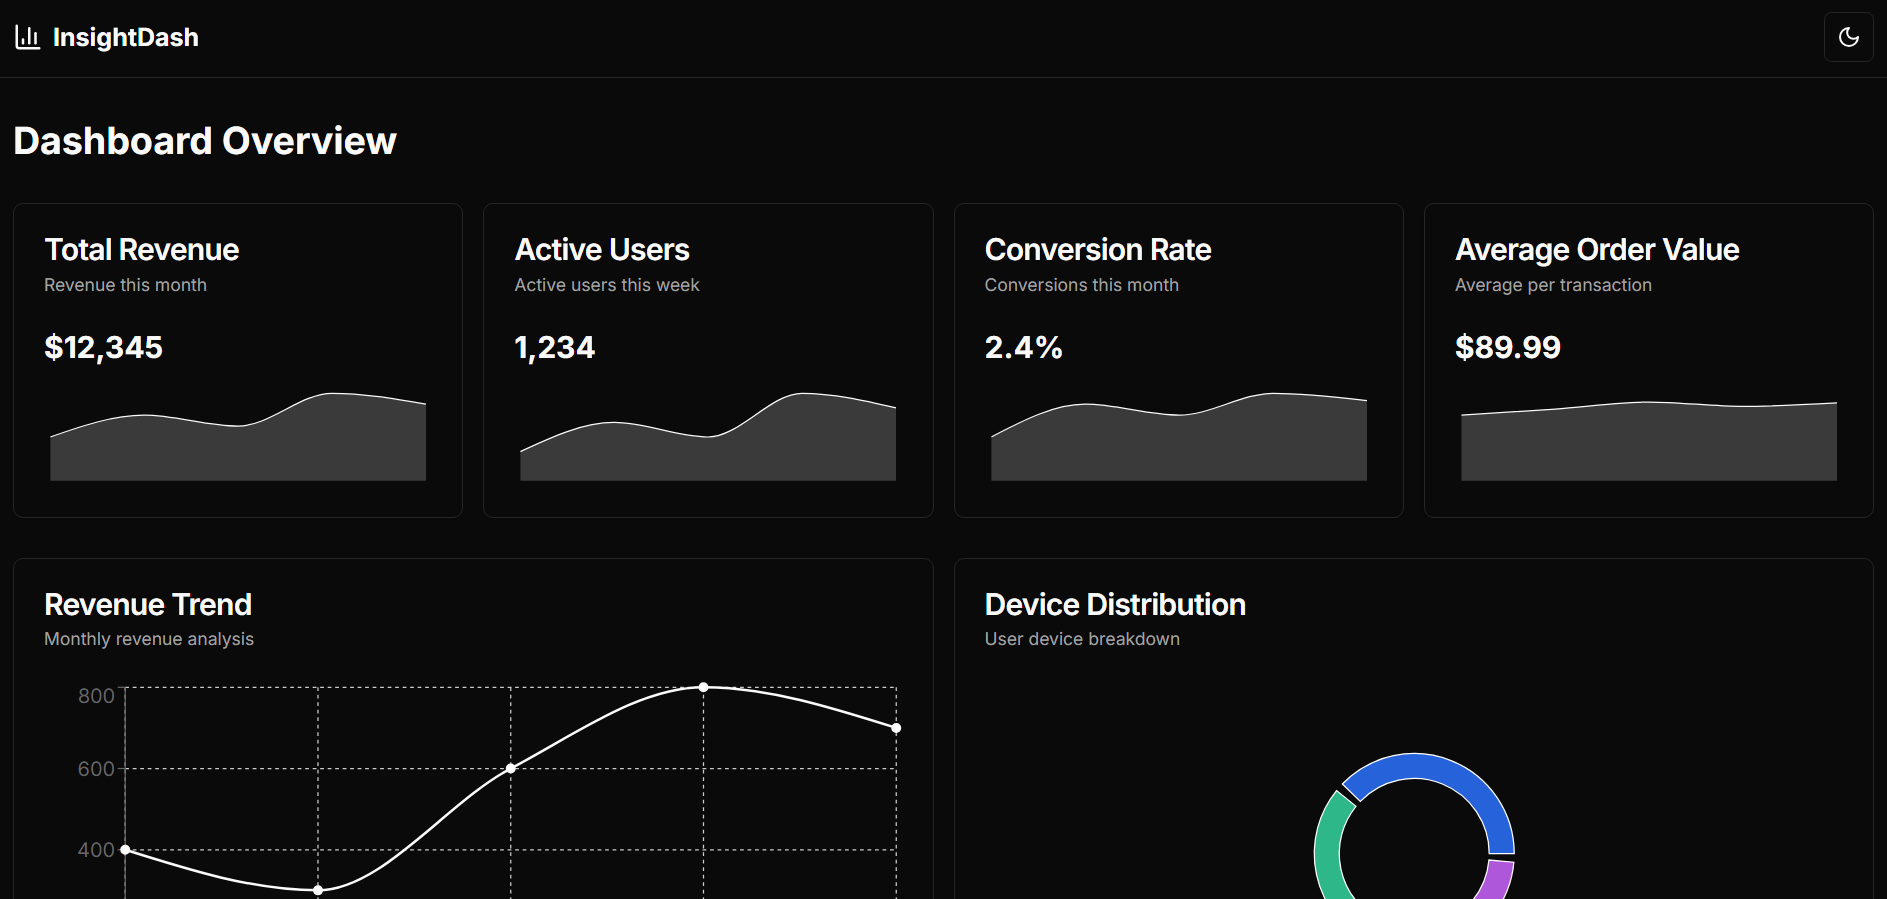 InsightDash
Dashboard Overview
Total Revenue
Revenue this month
$12,345
Active Users
Active users this week
1,234
Conversion Rate
Conversions this month
2.4%
Average Order Value
Average per transaction
$89.99
Revenue Trend
Monthly revenue analysis
800
600
400
Device Distribution
User device breakdown